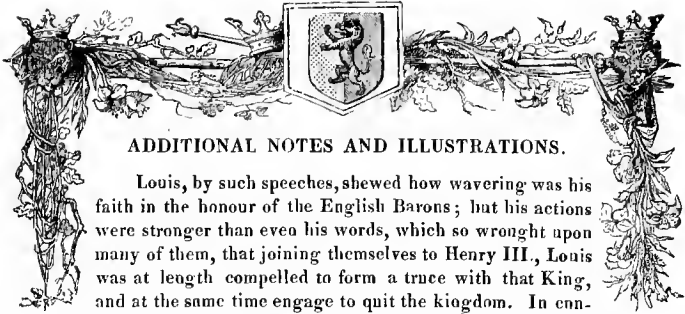 ADDITIONAL NOTES AND ILLUSTRATIONS.
Louis, by such speeches, shewed how wavering was his
faith in the honour of the English Barons; but his actions
were stronger than even his words, which so wrought upon
many of them, that joining themselves to Henry III., Louis
was at length compelled to form a truce with that King,
and at the same time engage to quit the kingdom. In con-